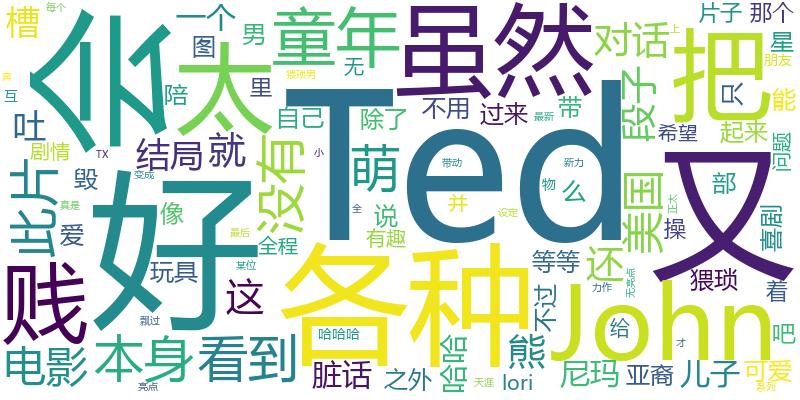 槽
每个
一个
童年
虽然
片子
那个
会
男
图
对话
把
星
太
无
朋友
上
互
猥琐男
陪
里
Ted
不用
过来
带
段子
只
能
吐
自己
除了
最新
希望
起来
问题
奔
剧情
TX
结局
就
没有
小
萌
带动
新力
又
此片
毁
变成
好
像
说
物
么
美国
部
正太
真是
爱
最后
全程
有趣
全
并
设定
操
喜剧
贱
玩具
某位
这
各种
等等
还
无亮点
猥琐
看
飘过
哈哈哈
不过
力作
John
给
才
吧
电影
本身
看到
脏话
之外
哈哈
熊
lori
尼玛
亚裔
儿子
可爱
亮点
天涯
系列